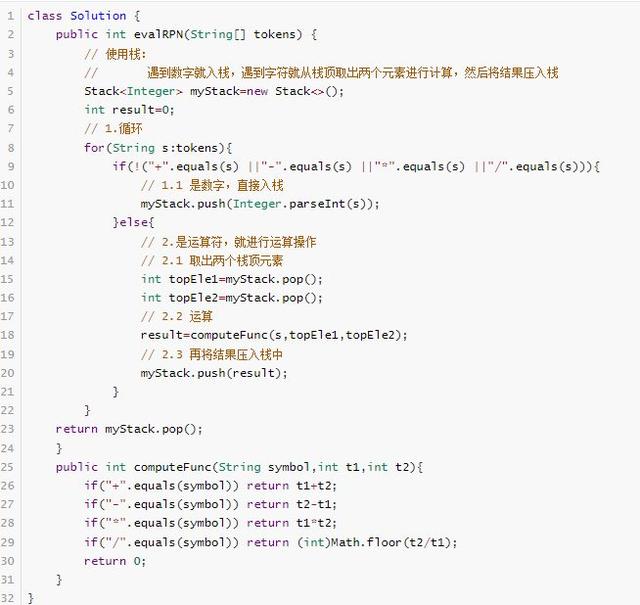 1 class Solution {
2 public int evalRPN(String[] tokens) {
3 // 使用栈:
4 // 遇到数字就入栈，遇到字符就从栈顶取出两个元素进行计算，然后将结果压入栈
5 Stack<Integer> myStack=new Stack<>();
6 int result=0;
7 // 1.循环
8 for(String s:tokens){
9 if(!("+".equals(s) ||"-".equals(s) ||"*".equals(s) ||"/".equals(s))){
10 // 1.1 是数字，直接入栈
11 myStack.push(Integer.parseInt(s));
12 }else{
13 // 2.是运算符，就进行运算操作
14 // 2.1 取出两个栈顶元素
15 int topEle1=myStack.pop();
16 int topEle2=myStack.pop();
17 // 2.2 运算
18 result=computeFunc(s,topEle1,topEle2);
19 // 2.3 再将结果压入栈中
20 myStack.push(result);
21 }
22 }
23 return myStack.pop();
24 }
25 public int computeFunc(String symbol,int t1,int t2){
26 if("+".equals(symbol)) return t1+t2;
27 if("-".equals(symbol)) return t2-t1;
28 if("*".equals(symbol)) return t1*t2;
29 if("/".equals(symbol)) return (int)Math.floor(t2/t1);
30 return 0;
31 }
32 }